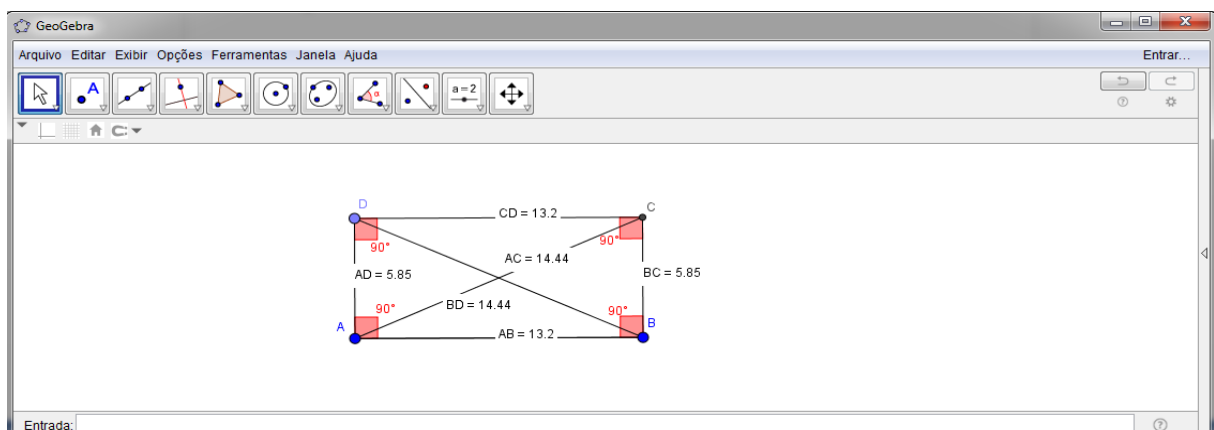 GeoGebra
Arquivo Editar Exibir Opções Ferramentas Janela Ajuda Entrar...
A α a=2
D C
CD = 13.2
90° 90°
AC = 14.44
AD = 5.85 BC = 5.85
BD = 14.44
90° 90°
A B
AB = 13.2
Entrada: